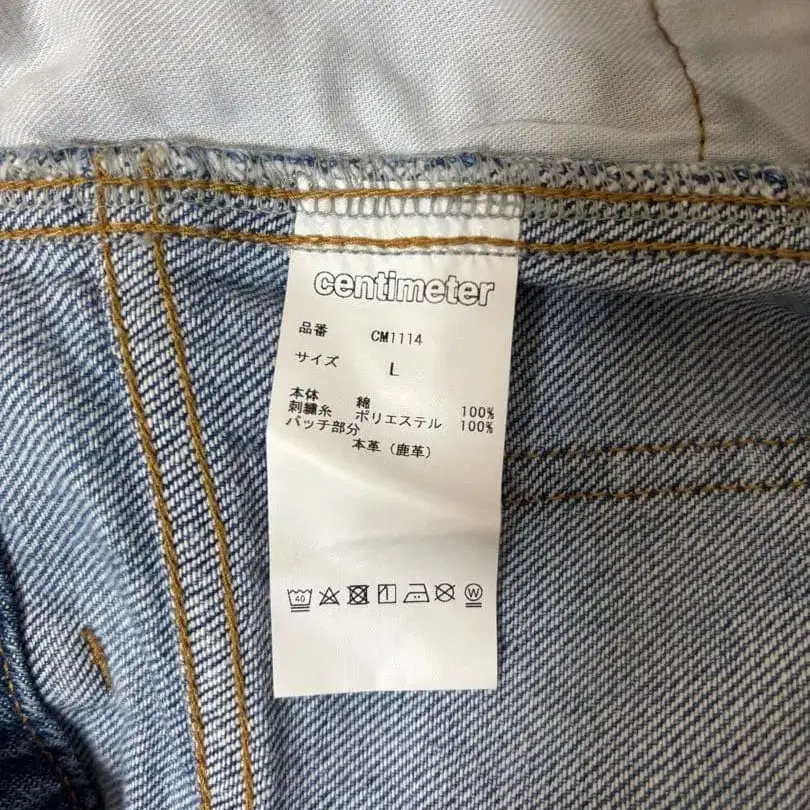 centimeter
品番 CM1114
サイズ L
本体 綿 100%
刺繍糸 ポリエステル 100%
パッチ部分
本革（鹿革）
40
W